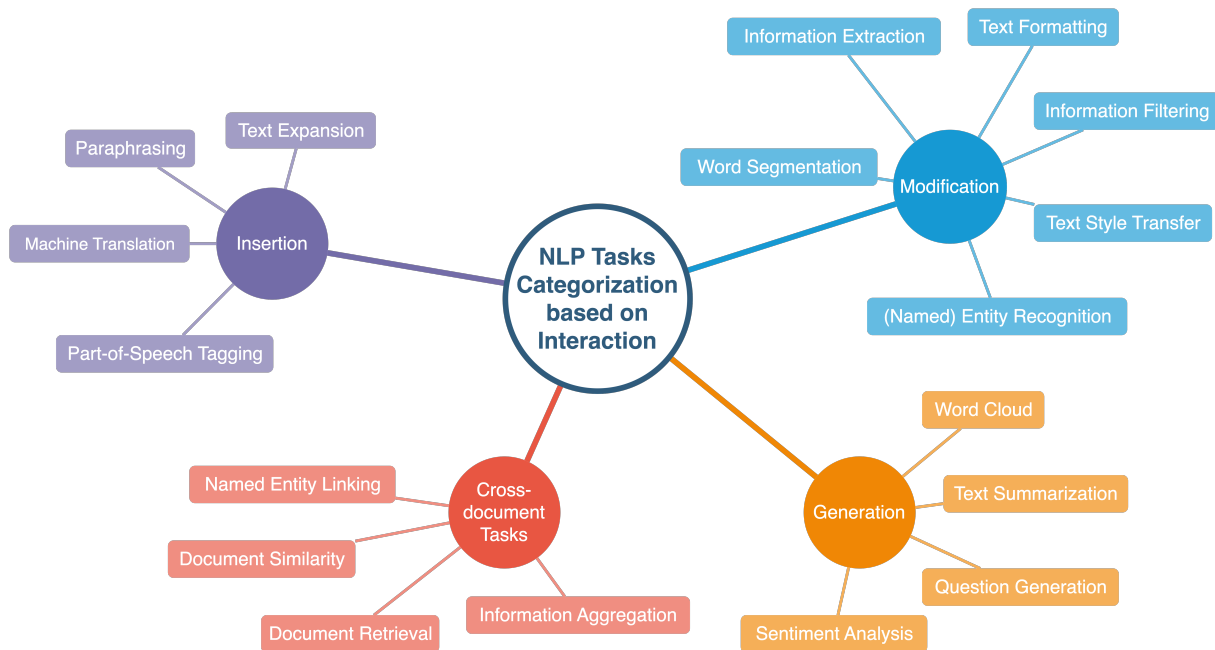 NLP Tasks
Categorization
based on
Interaction
Insertion
Text Expansion
Paraphrasing
Machine Translation
Part-of-Speech Tagging
Modification
Information Extraction
Text Formatting
Information Filtering
Word Segmentation
Text Style Transfer
(Named) Entity Recognition
Cross-
document
Tasks
Named Entity Linking
Document Similarity
Document Retrieval
Information Aggregation
Generation
Word Cloud
Text Summarization
Question Generation
Sentiment Analysis